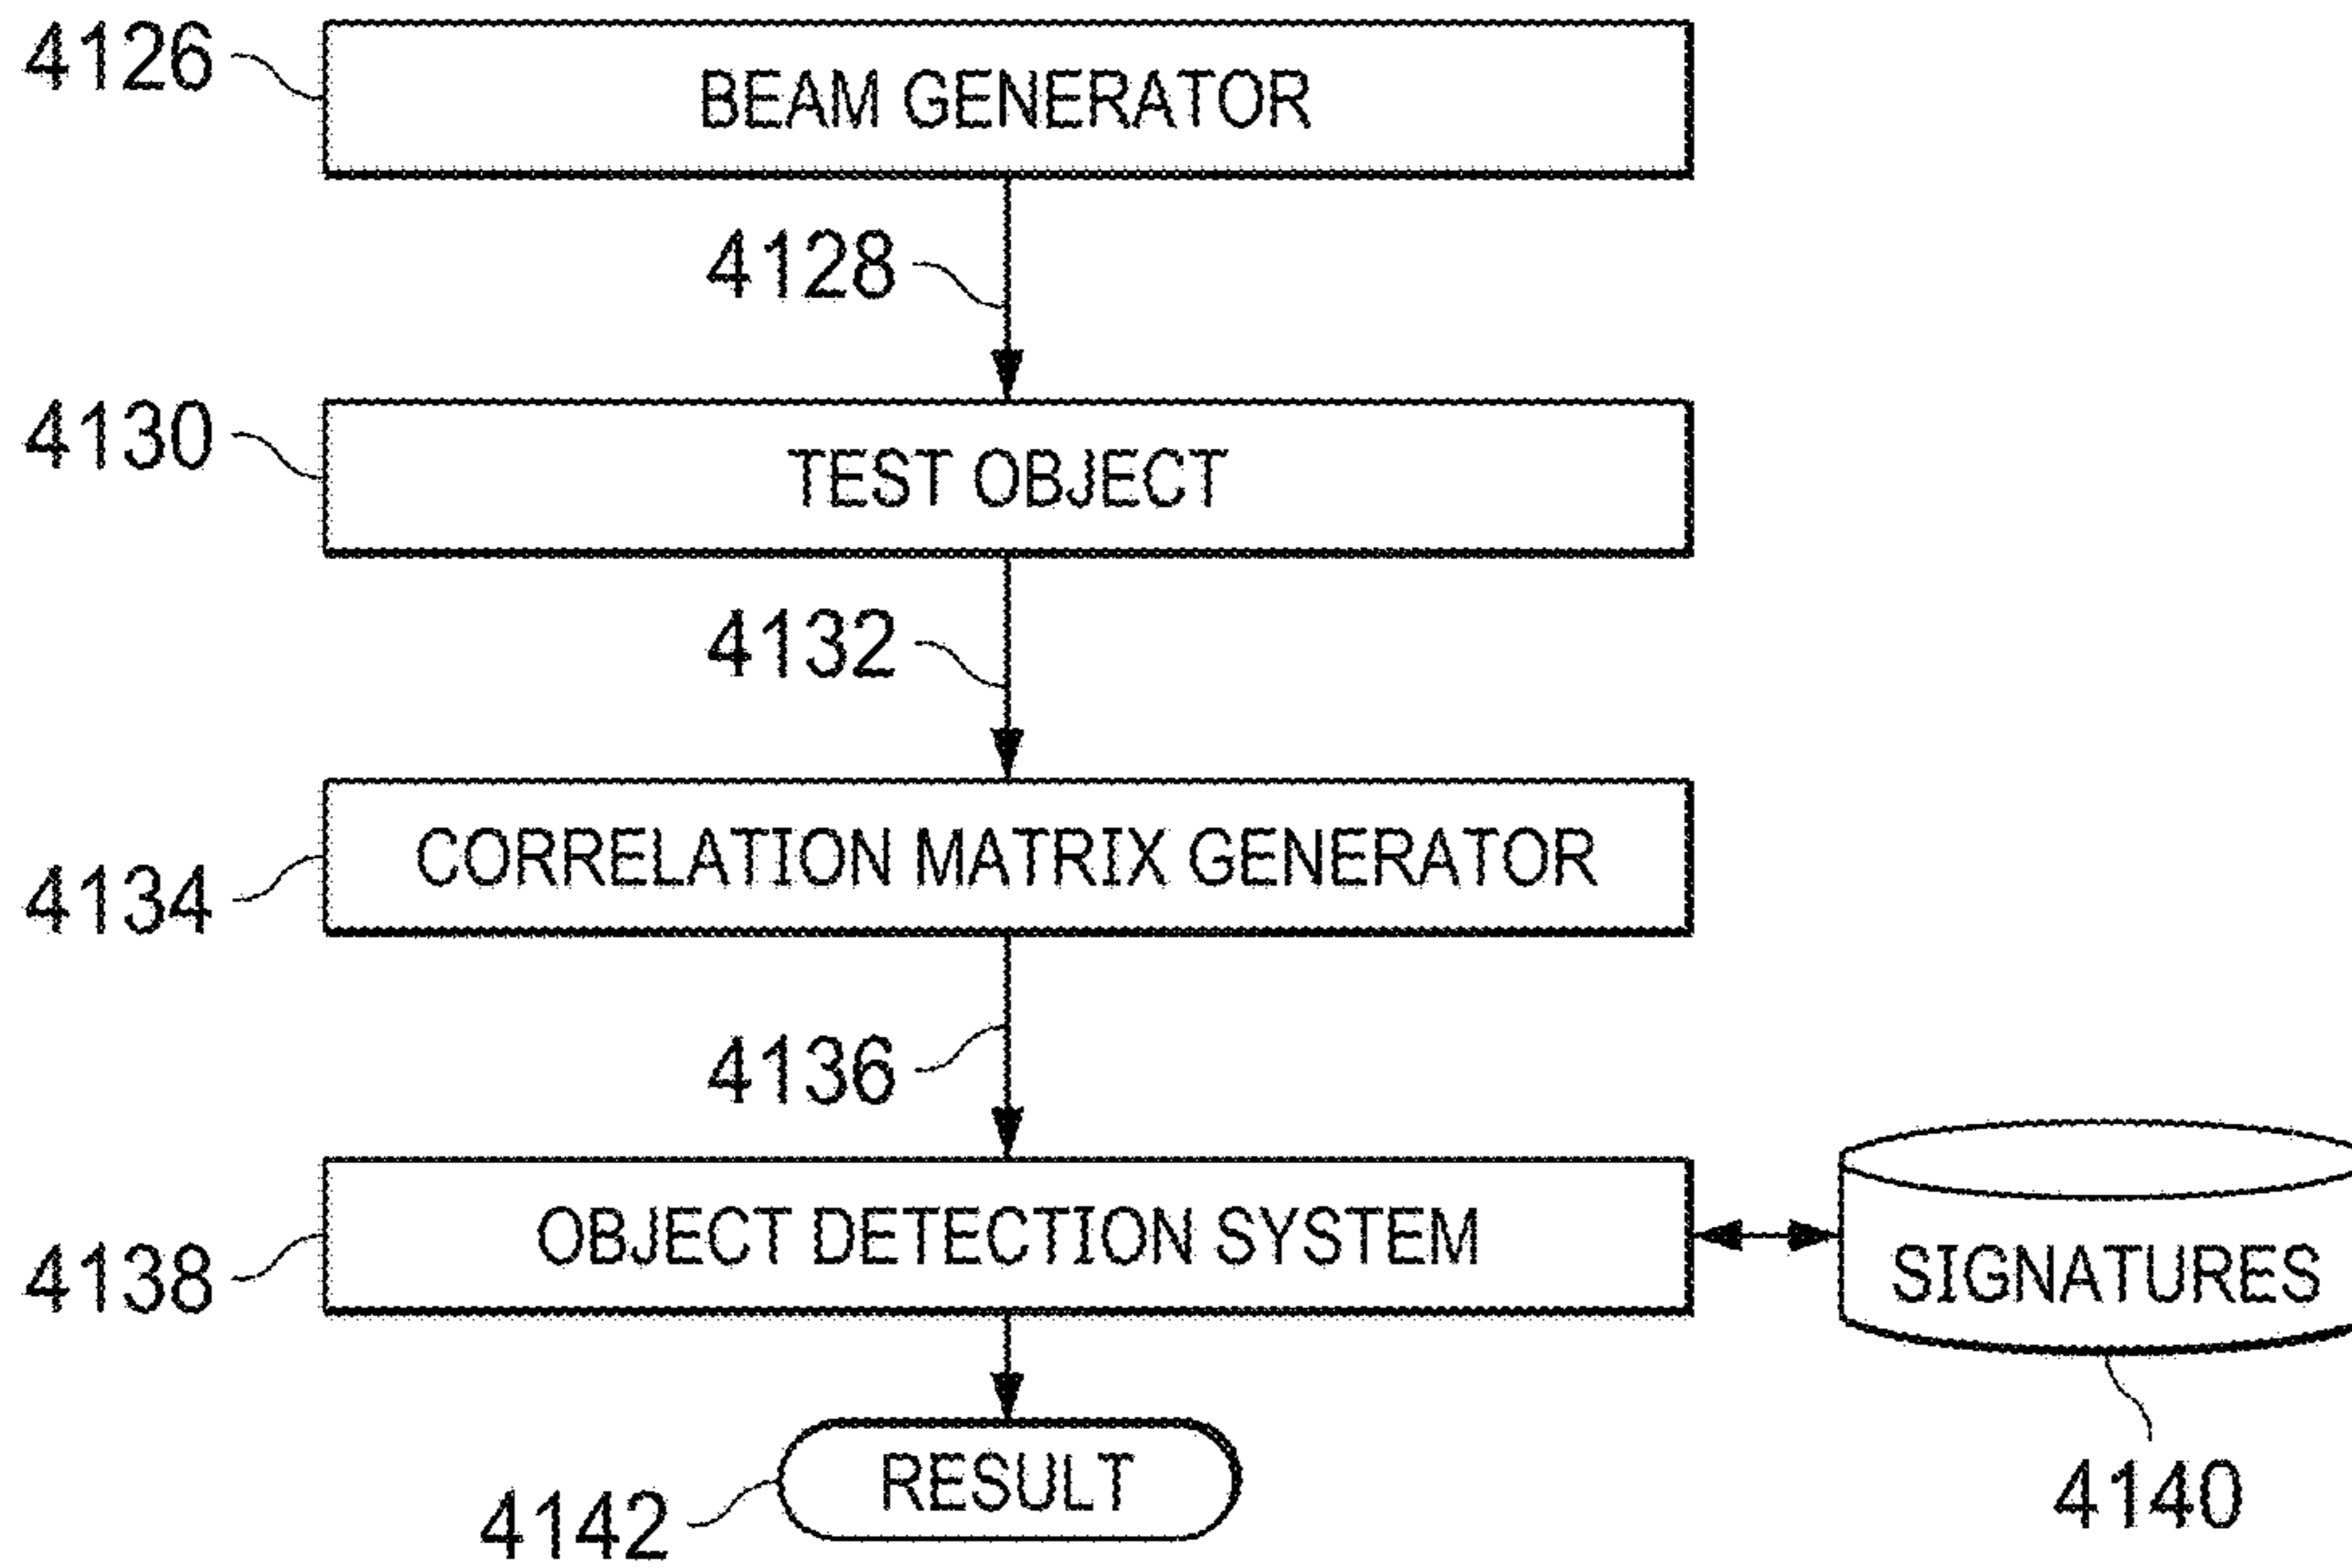 4126
BEAM GENERATOR
4128
4130
TEST OBJECT
4132
4134
CORRELATION MATRIX GENERATOR
4136
4138
OBJECT DETECTION SYSTEM
SIGNATURES
4140
4142
RESULT